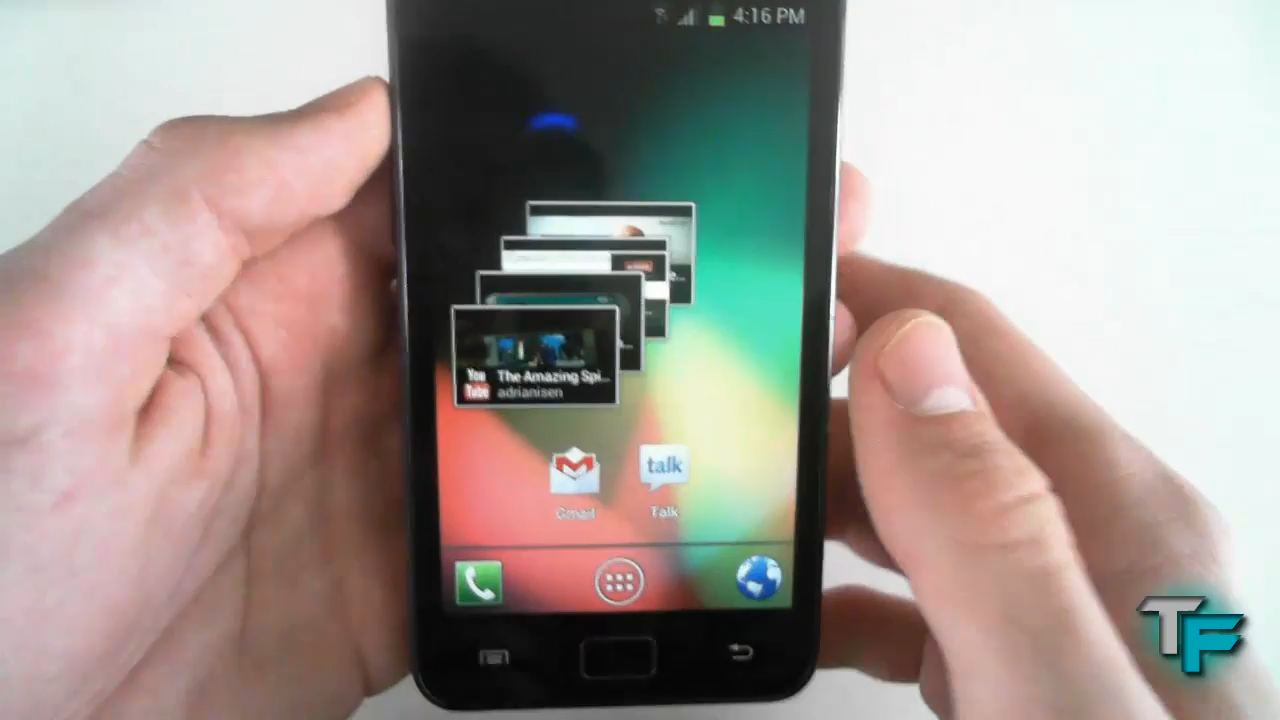 4:16 PM
You
Tube
The Amazing Spi...
adrianisen
talk
Gmail
Talk
TF